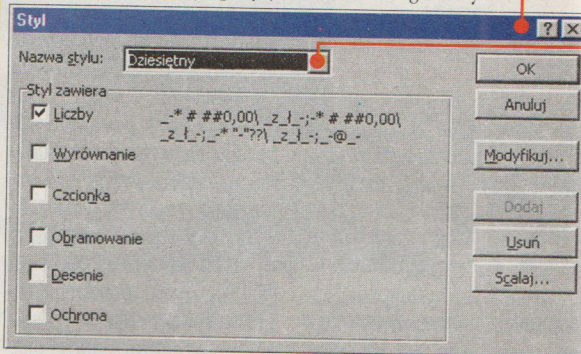 Styl
Nazwa stylu:
Dziesiętny
OK
Styl zawiera
Liczby
_-* # ##0,00\ _z_ł_-;-* # ##0,00\
_z_ł_-;_-* "-"??\ _z_ł_-;_-@_-
Anuluj
Wyrównanie
Modyfikuj...
Czcionka
Dodaj
Obramowanie
Usuń
Desenie
Scalaj...
Ochrona